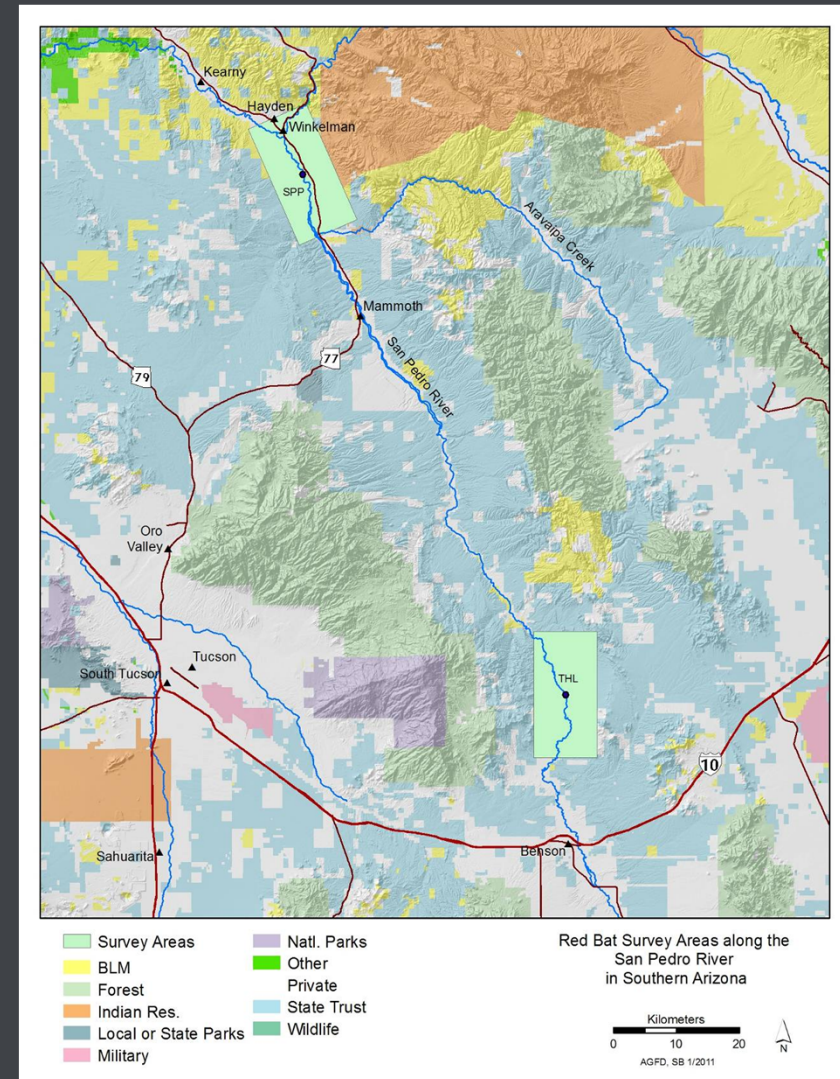 Kearny
Hayden
Winkelman
SPP
Aravaipa Creek
Mammoth
San Pedro River
77
79
Oro
Valley
Tucson
South Tucson
THL
10
Sahuarita
Benson
Survey Areas
BLM
Forest
Indian Res.
Local or State Parks
Military
Natl. Parks
Other
Private
State Trust
Wildlife
Red Bat Survey Areas along the
San Pedro River
in Southern Arizona
Kilometers
0 10 20
N
AGFD, SB 1/2011